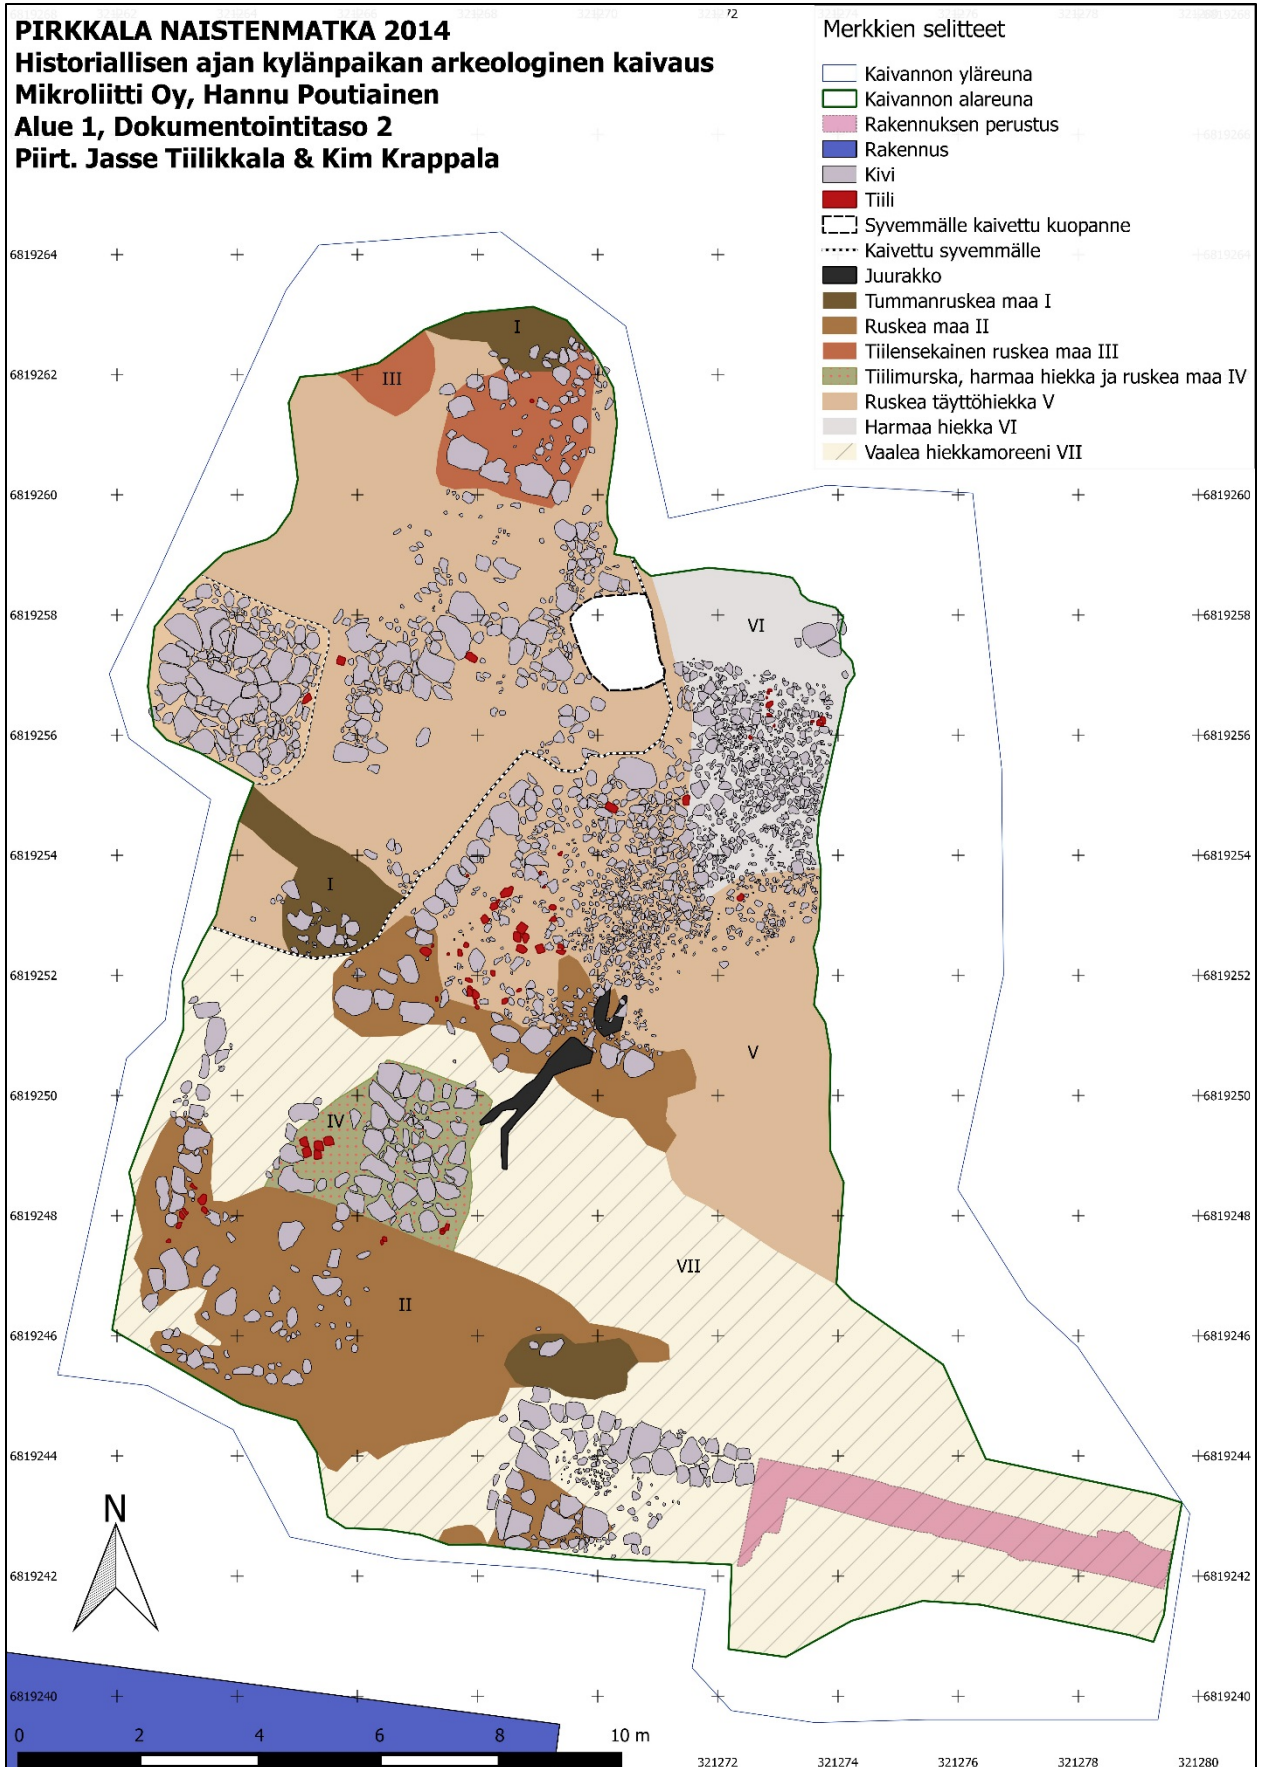 PIRKKALA NAISTENMATKA 2014
Historiallisen ajan kylänpaikan arkeologinen kaivaus
Mikroliitti Oy, Hannu Poutiainen
Alue 1, Dokumentointitaso 2
Piirt. Jasse Tiilikkala & Kim Krappala
72
Merkkien selitteet
Kaivannon yläreuna
Kaivannon alareuna
Rakennuksen perustus
Rakennus
Kivi
Tiili
Syvemmälle kaivettu kuopanne
Kaivettu syvemmälle
Juurakko
Tummanruskea maa I
Ruskea maa II
Tiilensekainen ruskea maa III
Tiilimurska, harmaa hiekka ja ruskea maa IV
Ruskea täyttöhiekka V
Harmaa hiekka VI
Vaalea hiekkamoreeni VII
6819264
I
6819262
III
6819260
6819260
6819258
6819258
VI
6819256
6819256
6819254
6819254
I
6819252
6819252
V
6819250
6819250
IV
6819248
6819248
VII
II
6819246
6819246
6819244
6819244
N
6819242
6819242
6819240
6819240
0 2 4 6 8 10 m
321272 321274 321276 321278 321280